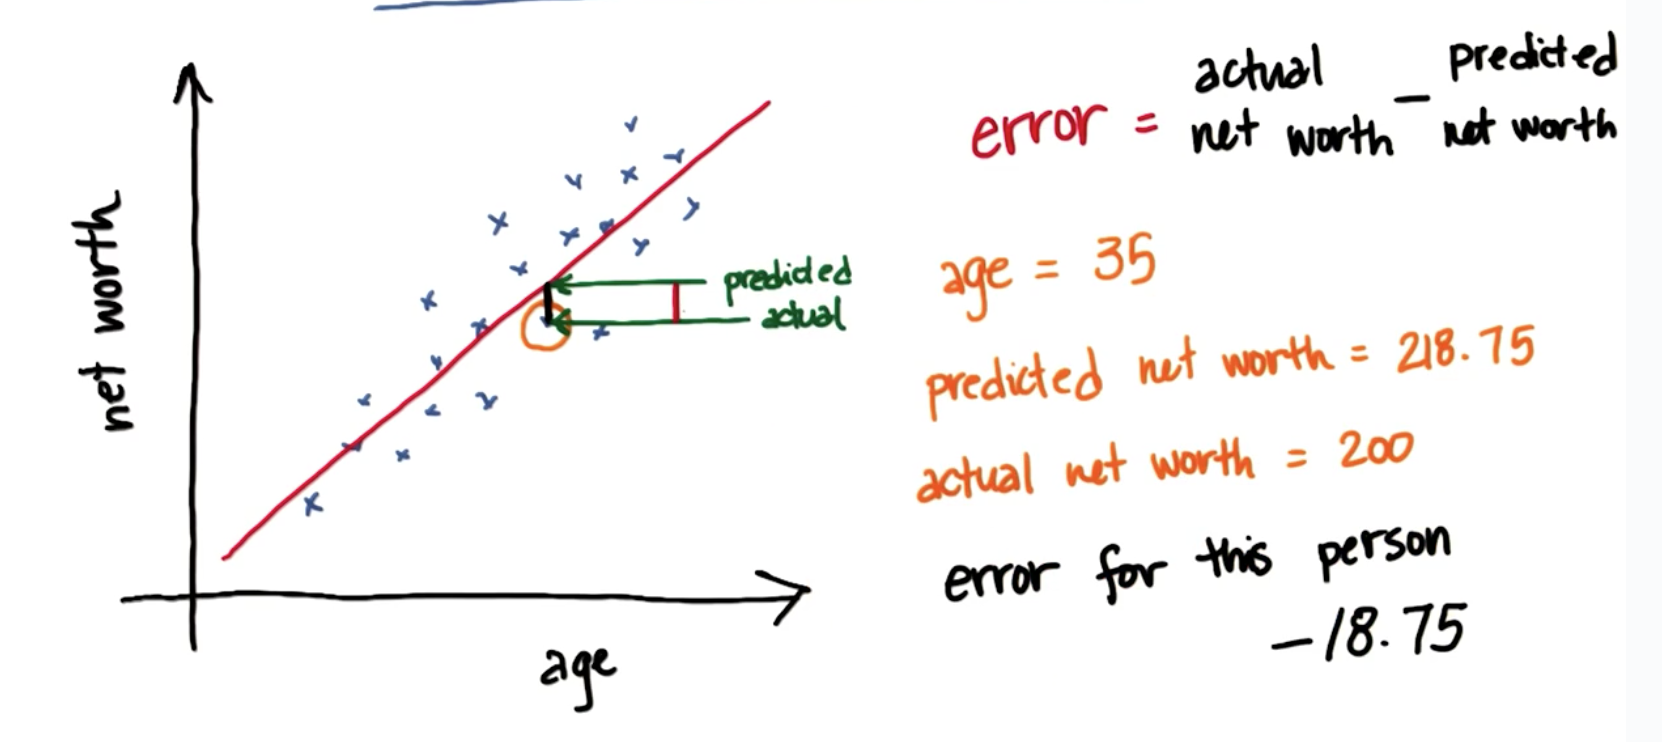 net worth
age
predicted
actual
error = actual net worth - predicted net worth
age = 35
predicted net worth = 218.75
actual net worth = 200
error for this person
-18.75